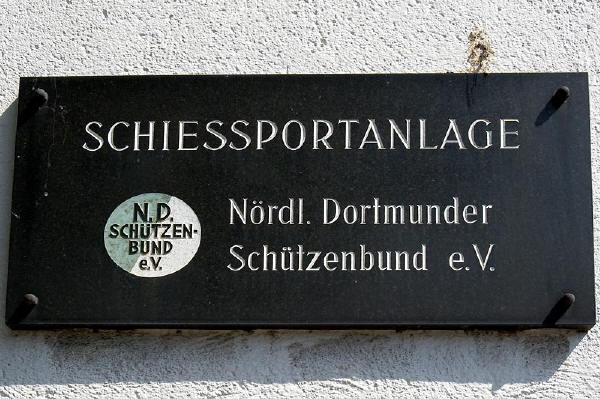 SCHIESSPORTANLAGE
N.D.
SCHÜTZEN-
BUND
e.V.
Nördl. Dortmunder
Schützenbund e.V.